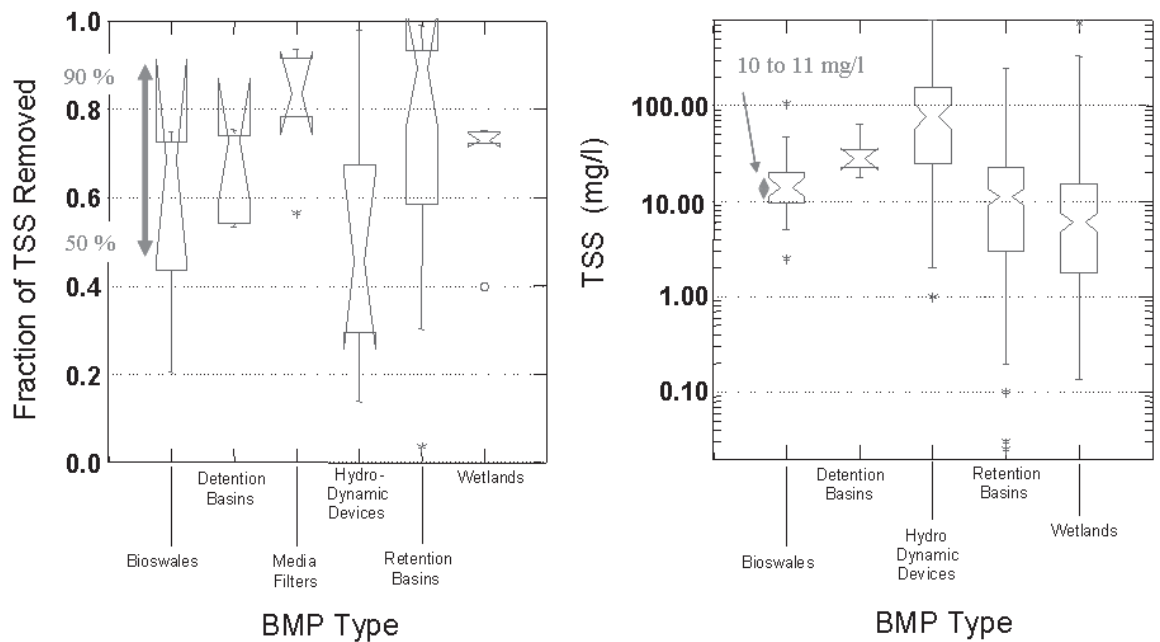 Fraction of TSS Removed
1.0
0.8
0.6
0.4
0.2
0.0
90 %
50 %
Bioswales
Detention
Basins
Media
Filters
Hydro-
Dynamic
Devices
Retention
Basins
Wetlands
BMP Type
TSS (mg/l)
100.00
10.00
1.00
0.10
10 to 11 mg/l
Bioswales
Detention
Basins
Hydro
Dynamic
Devices
Retention
Basins
Wetlands
BMP Type